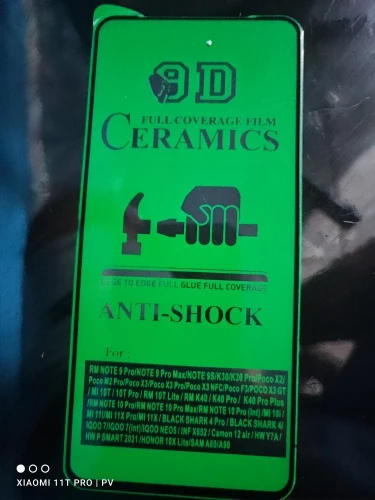 9D
FULL COVERAGE FILM
CERAMICS
EDGE TO EDGE FULL GLUE FULL COVERAGE
ANTI-SHOCK
For :
RM NOTE 9 Pro/NOTE 9 Pro Max/NOTE 9S/K30/K30 Pro/Poco X2/
Poco M2 Pro/Poco X3/Poco X3 Pro/Poco X3 NFC/Poco F3/POCO X3 GT
/ MI 10T / 10T Pro / RM 10T Lite / RM K40 / K40 Pro / K40 Pro Plus
/RM NOTE 10 Pro/RM NOTE 10 Pro Max/RM NOTE 10 Pro (Int) /Mi 10i /
Mi 11i/MI 11X Pro/Mi 11X / BLACK SHARK 4 Pro / BLACK SHARK 4/
IQOO 7/IQOO 7(Int)/IQOO NEO5 / INF X652 / Camon 12 air / HW Y7A /
HW P SMART 2021 /HONOR 10X Lite/SAM A80/A90
XIAOMI 11T PRO | PV